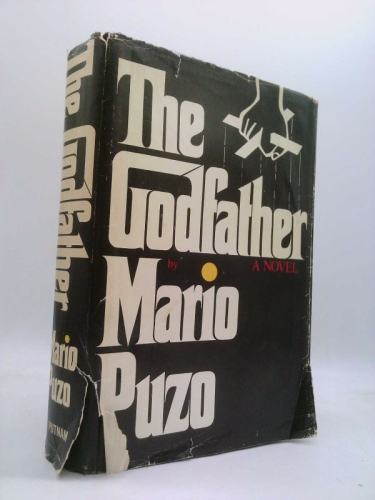 The
Godfather
by
A NOVEL
Mario
Puzo
The Godfather
Mario
Puzo
PUTNAM